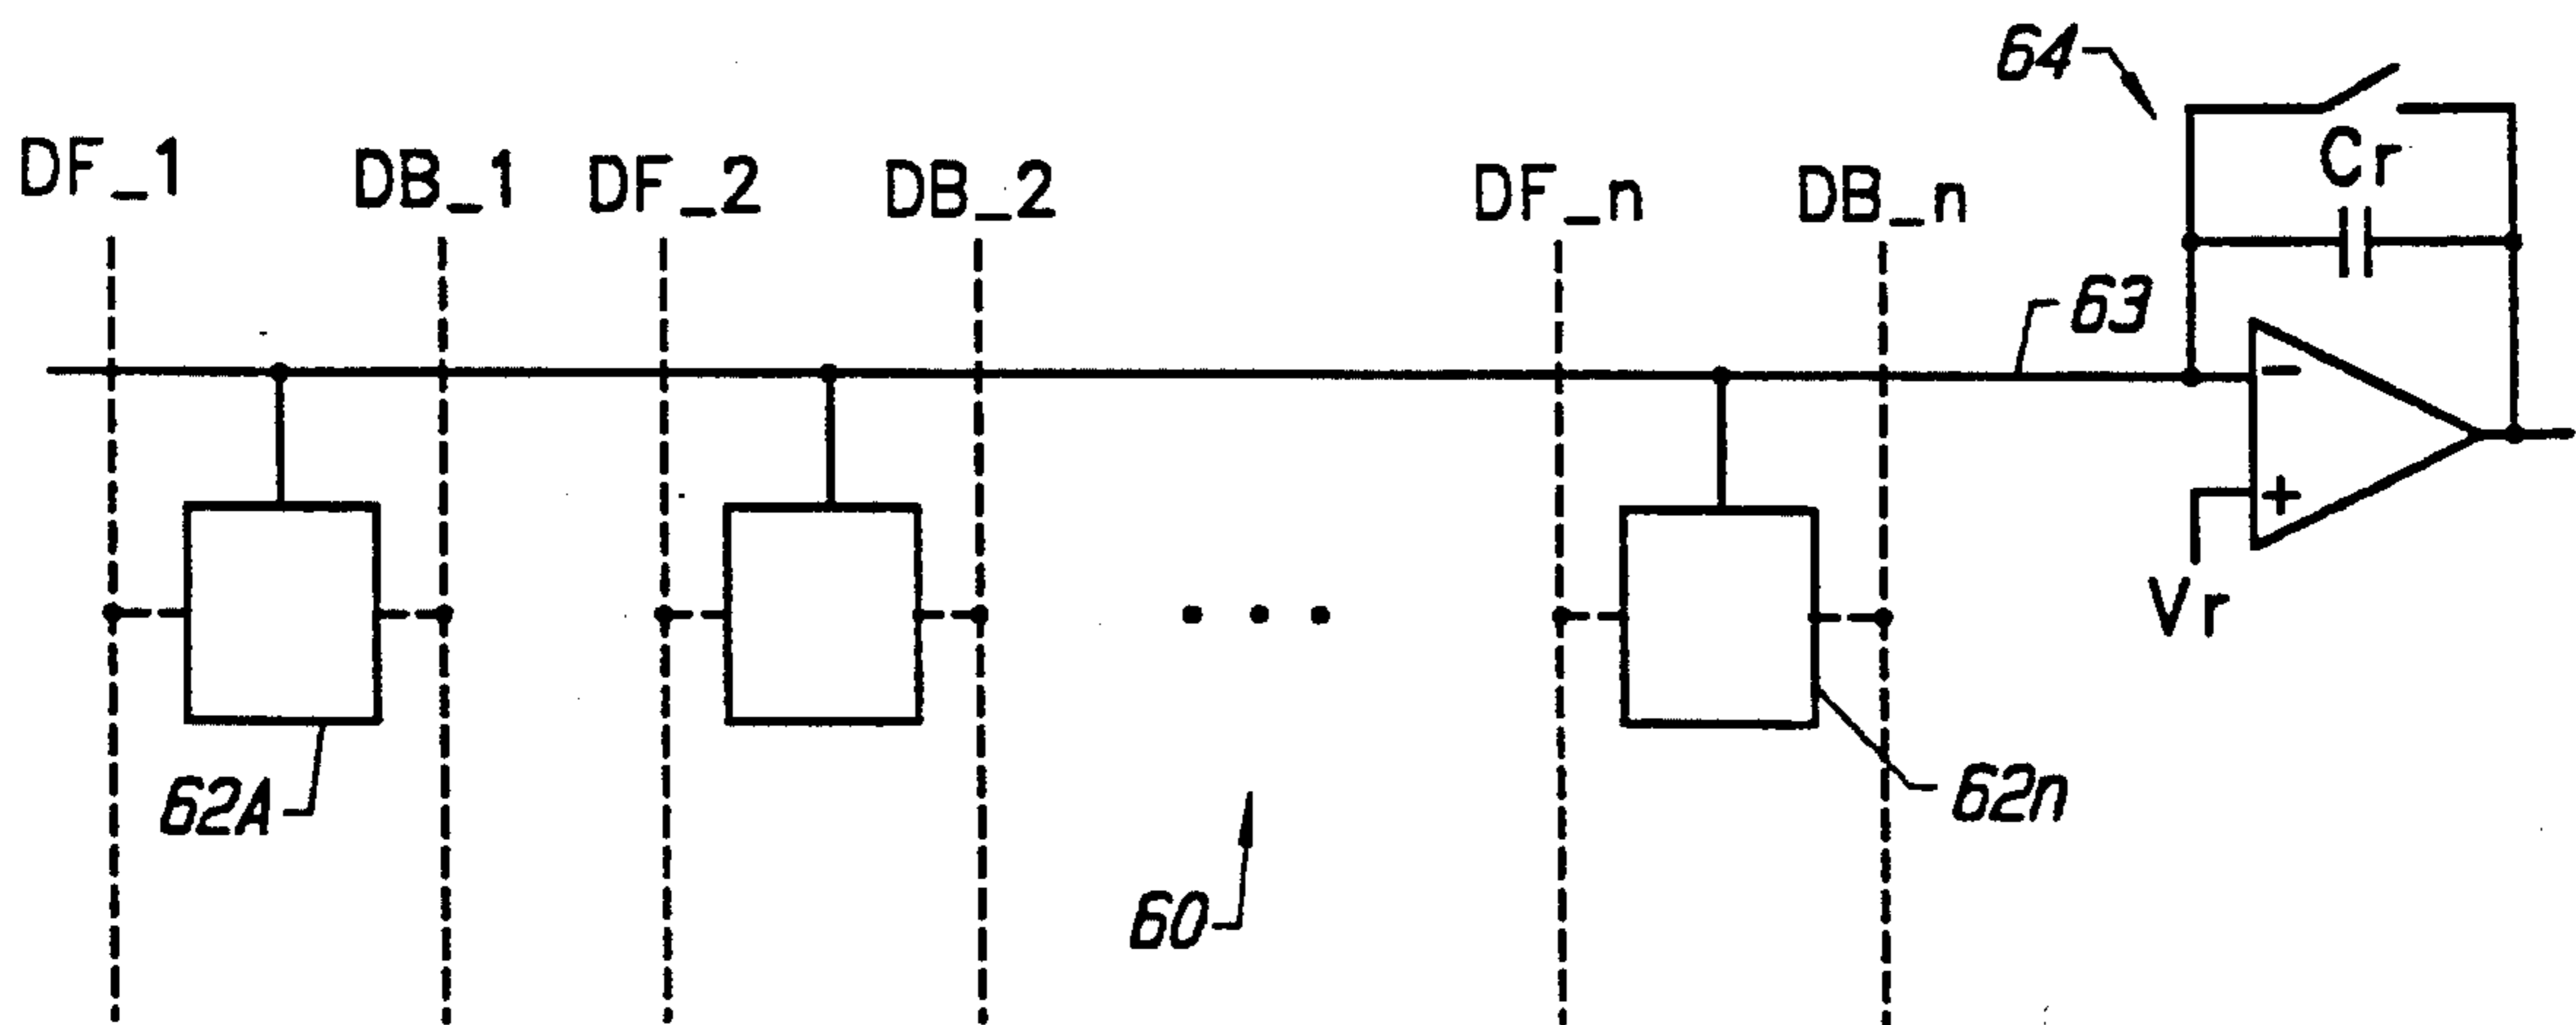 64
DF_1 DB_1 DF_2 DB_2 DF_n DB_n Cr
63
−
+
Vr
62A 62n
60